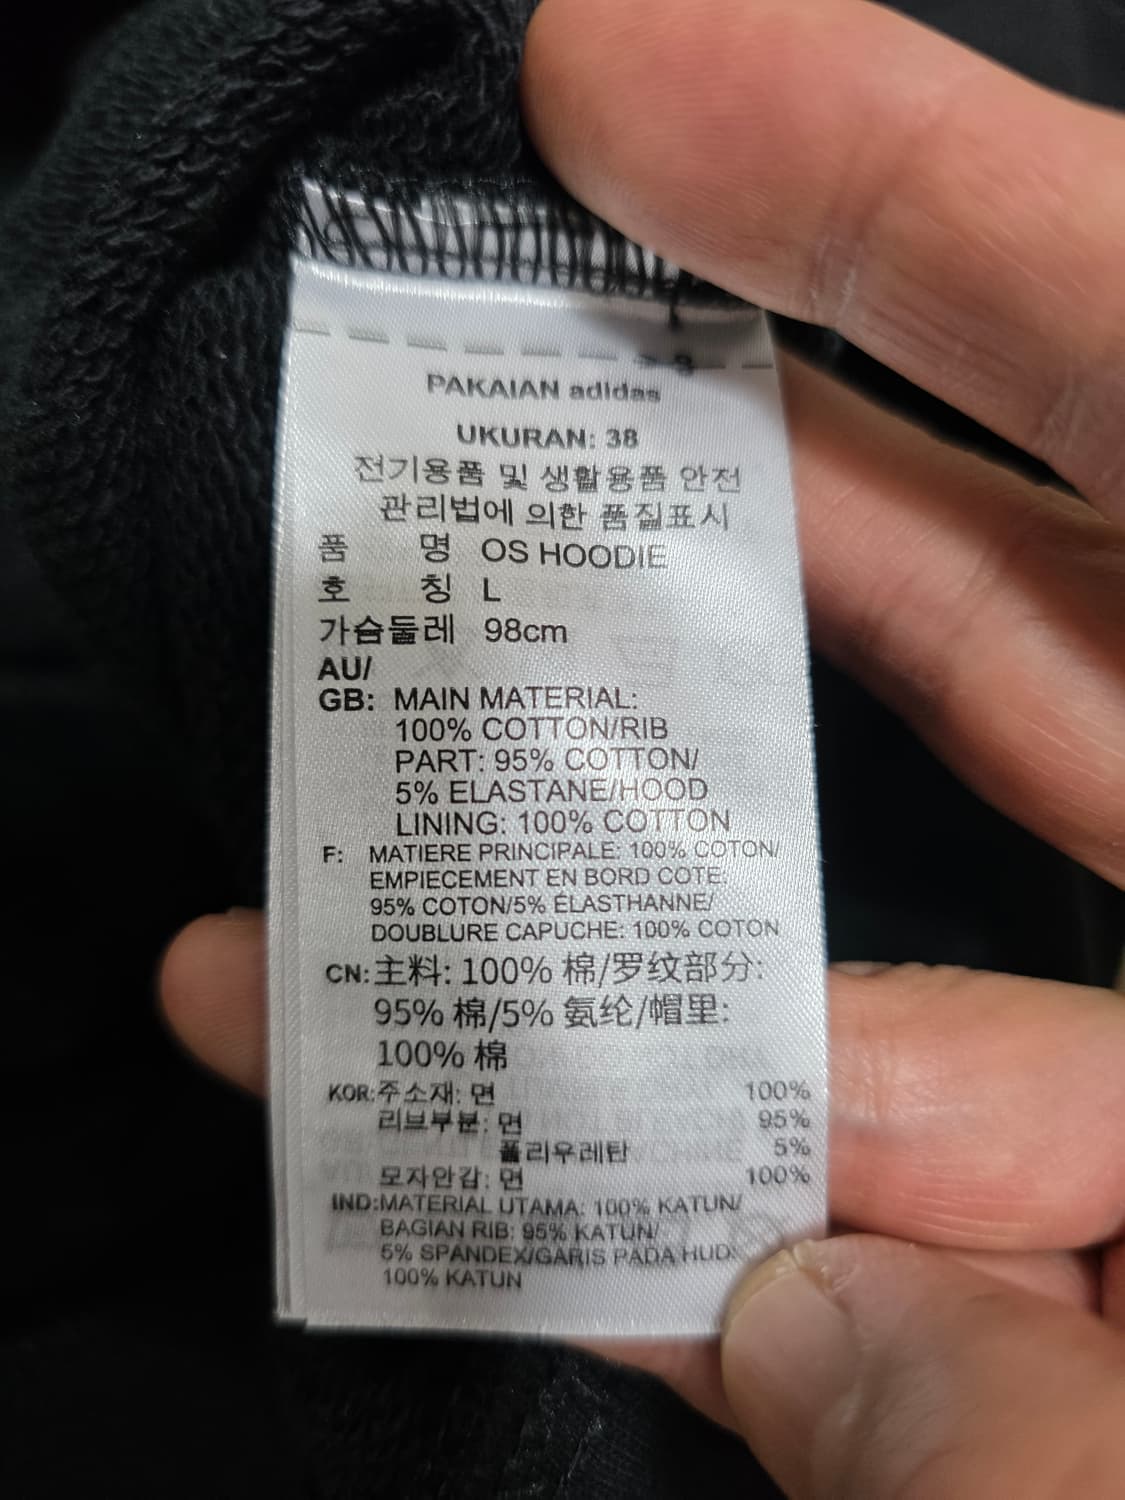 PAKAIAN adidas
UKURAN: 38
전기용품 및 생활용품 안전
관리법에 의한 품질표시
품 명 OS HOODIE
호 칭 L
가슴둘레 98cm
AU/
GB: MAIN MATERIAL:
100% COTTON/RIB
PART: 95% COTTON/
5% ELASTANE/HOOD
LINING: 100% COTTON
F: MATIERE PRINCIPALE: 100% COTON/
EMPIECEMENT EN BORD COTE:
95% COTON/5% ÉLASTHANNE/
DOUBLURE CAPUCHE: 100% COTON
CN: 主料: 100% 棉/罗纹部分:
95% 棉/5% 氨纶/帽里:
100% 棉
KOR: 주소재: 면 100%
리브부분: 면 95%
폴리우레탄 5%
모자안감: 면 100%
IND: MATERIAL UTAMA: 100% KATUN/
BAGIAN RIB: 95% KATUN/
5% SPANDEX/GARIS PADA HUD:
100% KATUN